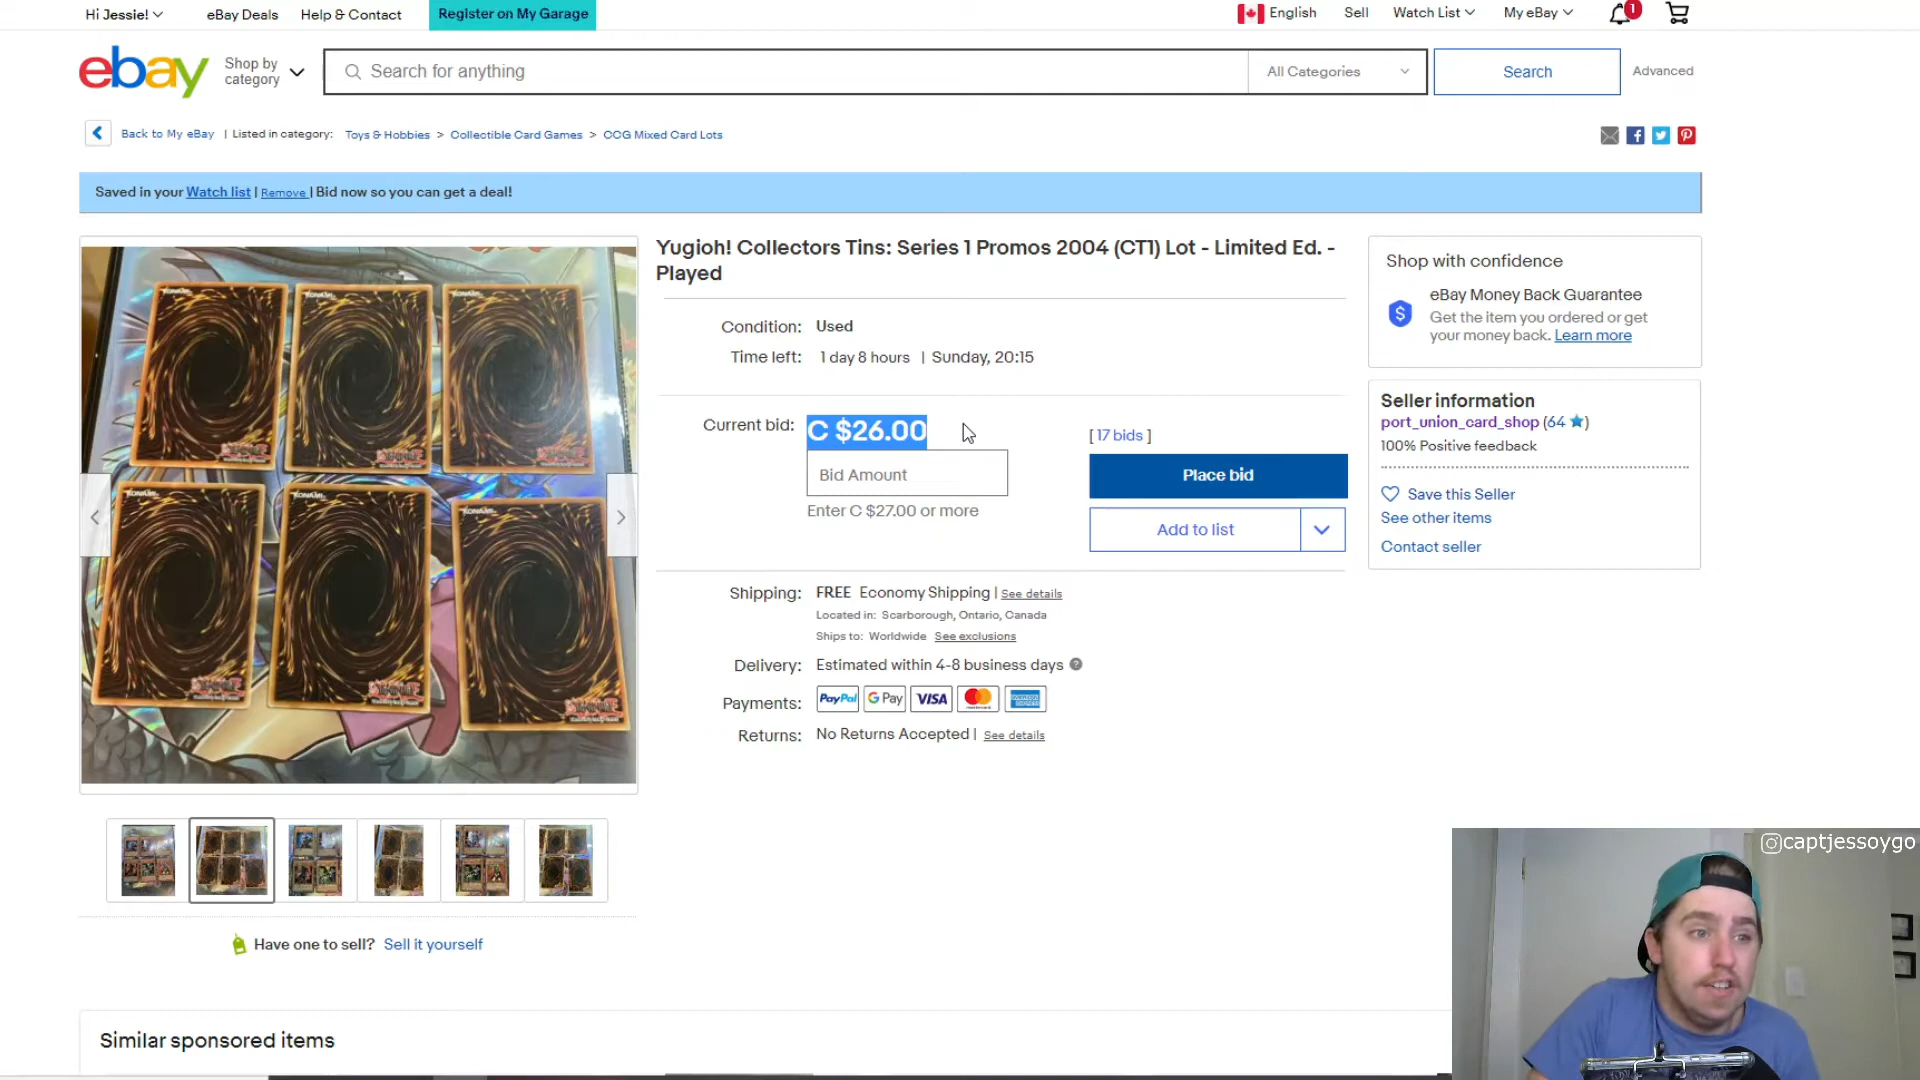 Hi Jessie!
eBay Deals
Help & Contact
Register on My Garage
English
Sell
Watch List
My eBay
1
ebay
Shop by
category
Search for anything
All Categories
Search
Advanced
Back to My eBay | Listed in category: Toys & Hobbies > Collectible Card Games > CCG Mixed Card Lots
Saved in your Watch list | Remove | Bid now so you can get a deal!
KONAMI
KONAMI
KONAMI
KONAMI
KONAMI
KONAMI
Yugioh! Collectors Tins: Series 1 Promos 2004 (CT1) Lot - Limited Ed. -
Played
Condition: Used
Time left: 1 day 8 hours | Sunday, 20:15
Current bid: C $26.00
[ 17 bids ]
Bid Amount
Place bid
Enter C $27.00 or more
Add to list
Shipping: FREE Economy Shipping | See details
Located in: Scarborough, Ontario, Canada
Ships to: Worldwide See exclusions
Delivery: Estimated within 4-8 business days ?
Payments: PayPal G Pay VISA
Returns: No Returns Accepted | See details
Shop with confidence
$
eBay Money Back Guarantee
Get the item you ordered or get
your money back. Learn more
Seller information
port_union_card_shop (64 ★)
100% Positive feedback
Save this Seller
See other items
Contact seller
Have one to sell? Sell it yourself
Similar sponsored items
captjessoygo